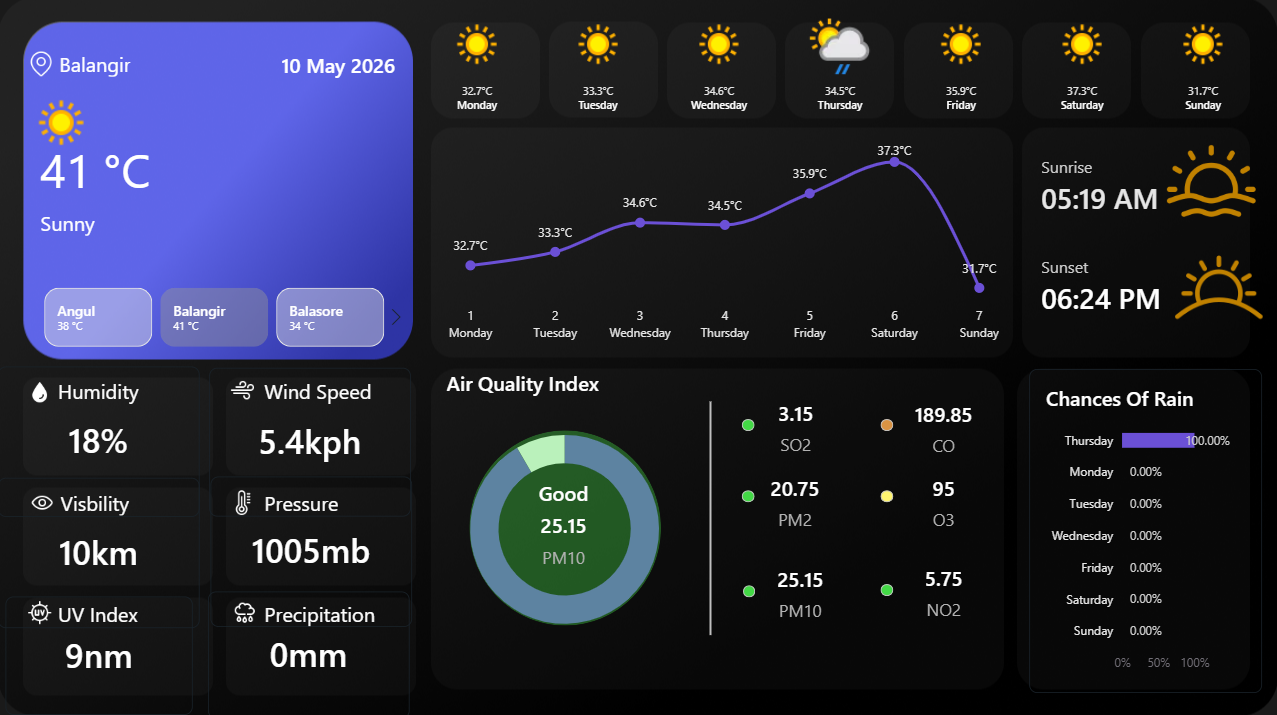 Balangir
10 May 2026
41 °C
Sunny
Angul
38 °C
Balangir
41 °C
Balasore
34 °C
32.7°C
Monday
33.3°C
Tuesday
34.6°C
Wednesday
34.5°C
Thursday
35.9°C
Friday
37.3°C
Saturday
31.7°C
Sunday
32.7°C
33.3°C
34.6°C
34.5°C
35.9°C
37.3°C
31.7°C
1
Monday
2
Tuesday
3
Wednesday
4
Thursday
5
Friday
6
Saturday
7
Sunday
Sunrise
05:19 AM
Sunset
06:24 PM
Humidity
18%
Wind Speed
5.4kph
Visbility
10km
Pressure
1005mb
UV
UV Index
9nm
Precipitation
0mm
Air Quality Index
Good
25.15
PM10
3.15
SO2
189.85
CO
20.75
PM2
95
O3
25.15
PM10
5.75
NO2
Chances Of Rain
Thursday 100.00%
Monday 0.00%
Tuesday 0.00%
Wednesday 0.00%
Friday 0.00%
Saturday 0.00%
Sunday 0.00%
0% 50% 100%